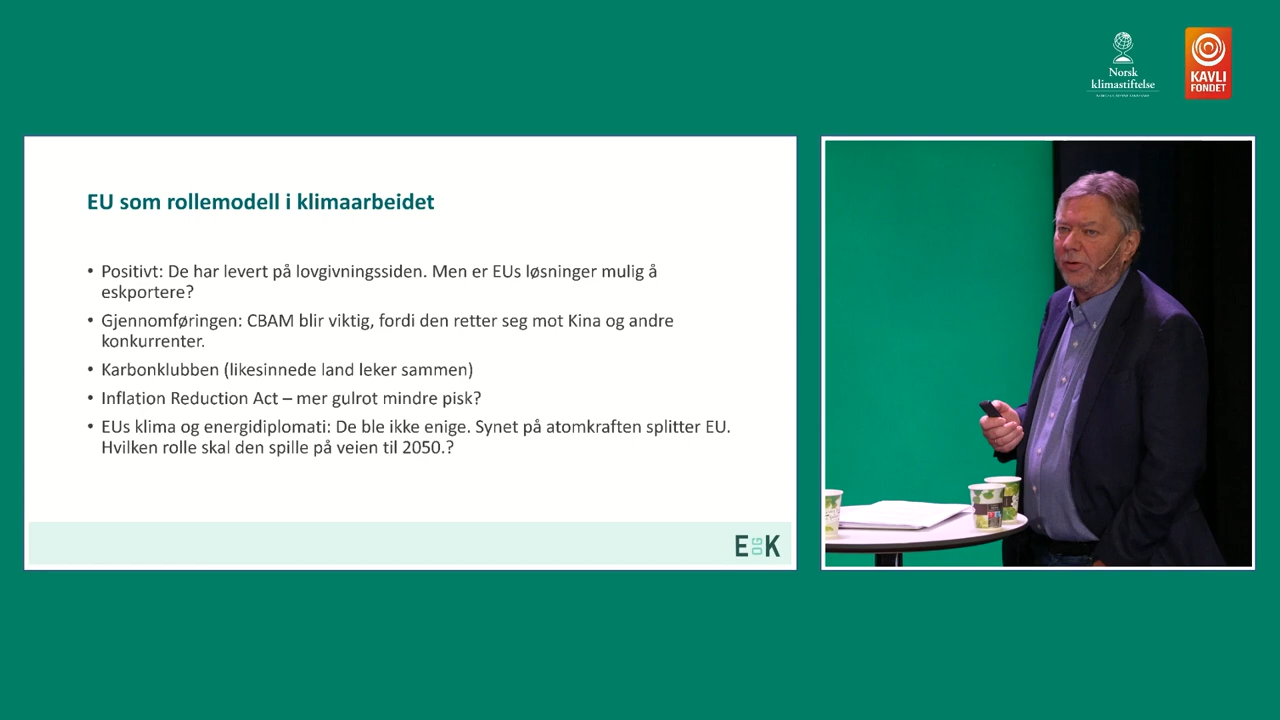 Norsk
klimastiftelse
KAVLI
FONDET
EU som rollemodell i klimaarbeidet
• Positivt: De har levert på lovgivningssiden. Men er EUs løsninger mulig å
eskportere?
• Gjennomføringen: CBAM blir viktig, fordi den retter seg mot Kina og andre
konkurrenter.
• Karbonklubben (likesinnede land leker sammen)
• Inflation Reduction Act – mer gulrot mindre pisk?
• EUs klima og energidiplomati: De ble ikke enige. Synet på atomkraften splitter EU.
Hvilken rolle skal den spille på veien til 2050.?
E OG K